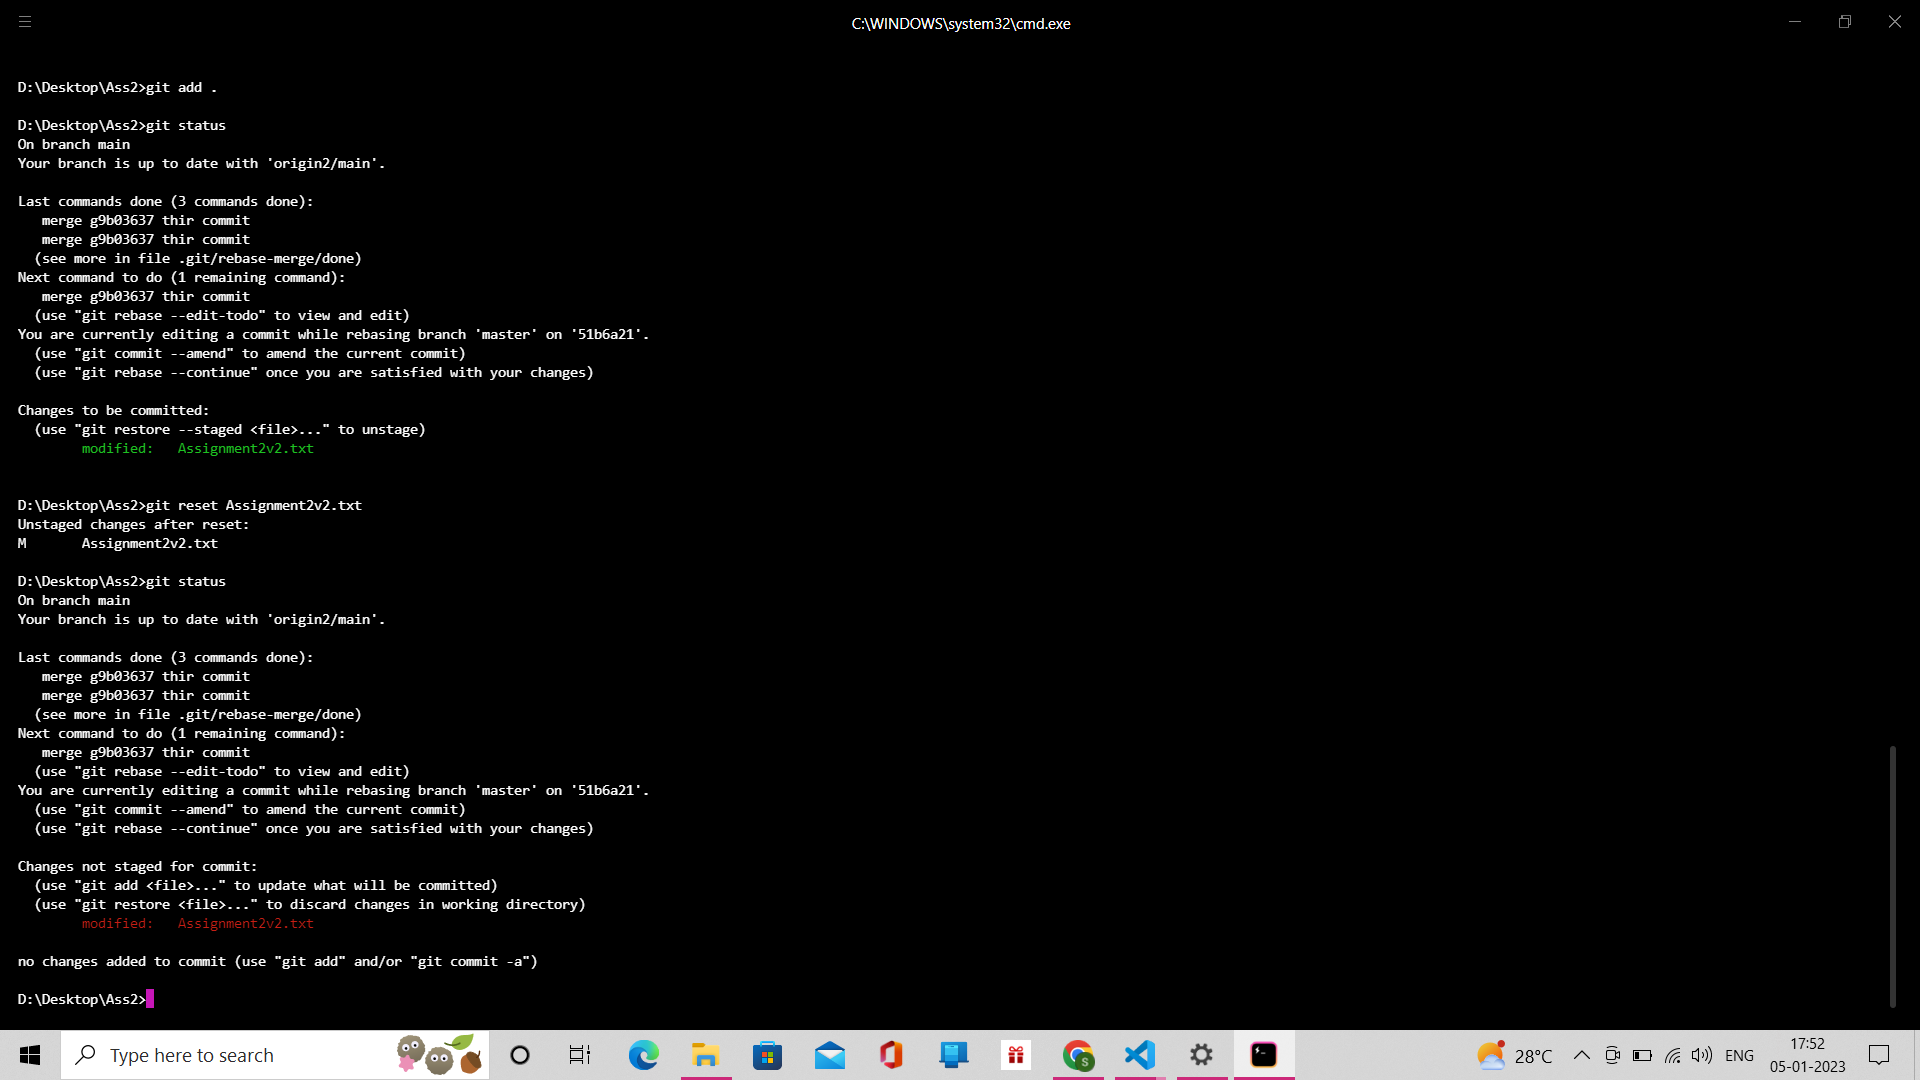 C:\WINDOWS\system32\cmd.exe
D:\Desktop\Ass2>git add .
D:\Desktop\Ass2>git status
On branch main
Your branch is up to date with 'origin2/main'.
Last commands done (3 commands done):
merge g9b03637 thir commit
merge g9b03637 thir commit
(see more in file .git/rebase-merge/done)
Next command to do (1 remaining command):
merge g9b03637 thir commit
(use "git rebase --edit-todo" to view and edit)
You are currently editing a commit while rebasing branch 'master' on '51b6a21'.
(use "git commit --amend" to amend the current commit)
(use "git rebase --continue" once you are satisfied with your changes)
Changes to be committed:
(use "git restore --staged <file>..." to unstage)
modified:   Assignment2v2.txt
D:\Desktop\Ass2>git reset Assignment2v2.txt
Unstaged changes after reset:
M       Assignment2v2.txt
D:\Desktop\Ass2>git status
On branch main
Your branch is up to date with 'origin2/main'.
Last commands done (3 commands done):
merge g9b03637 thir commit
merge g9b03637 thir commit
(see more in file .git/rebase-merge/done)
Next command to do (1 remaining command):
merge g9b03637 thir commit
(use "git rebase --edit-todo" to view and edit)
You are currently editing a commit while rebasing branch 'master' on '51b6a21'.
(use "git commit --amend" to amend the current commit)
(use "git rebase --continue" once you are satisfied with your changes)
Changes not staged for commit:
(use "git add <file>..." to update what will be committed)
(use "git restore <file>..." to discard changes in working directory)
modified:   Assignment2v2.txt
no changes added to commit (use "git add" and/or "git commit -a")
D:\Desktop\Ass2>
Type here to search
S
28°C
ENG
17:52
05-01-2023